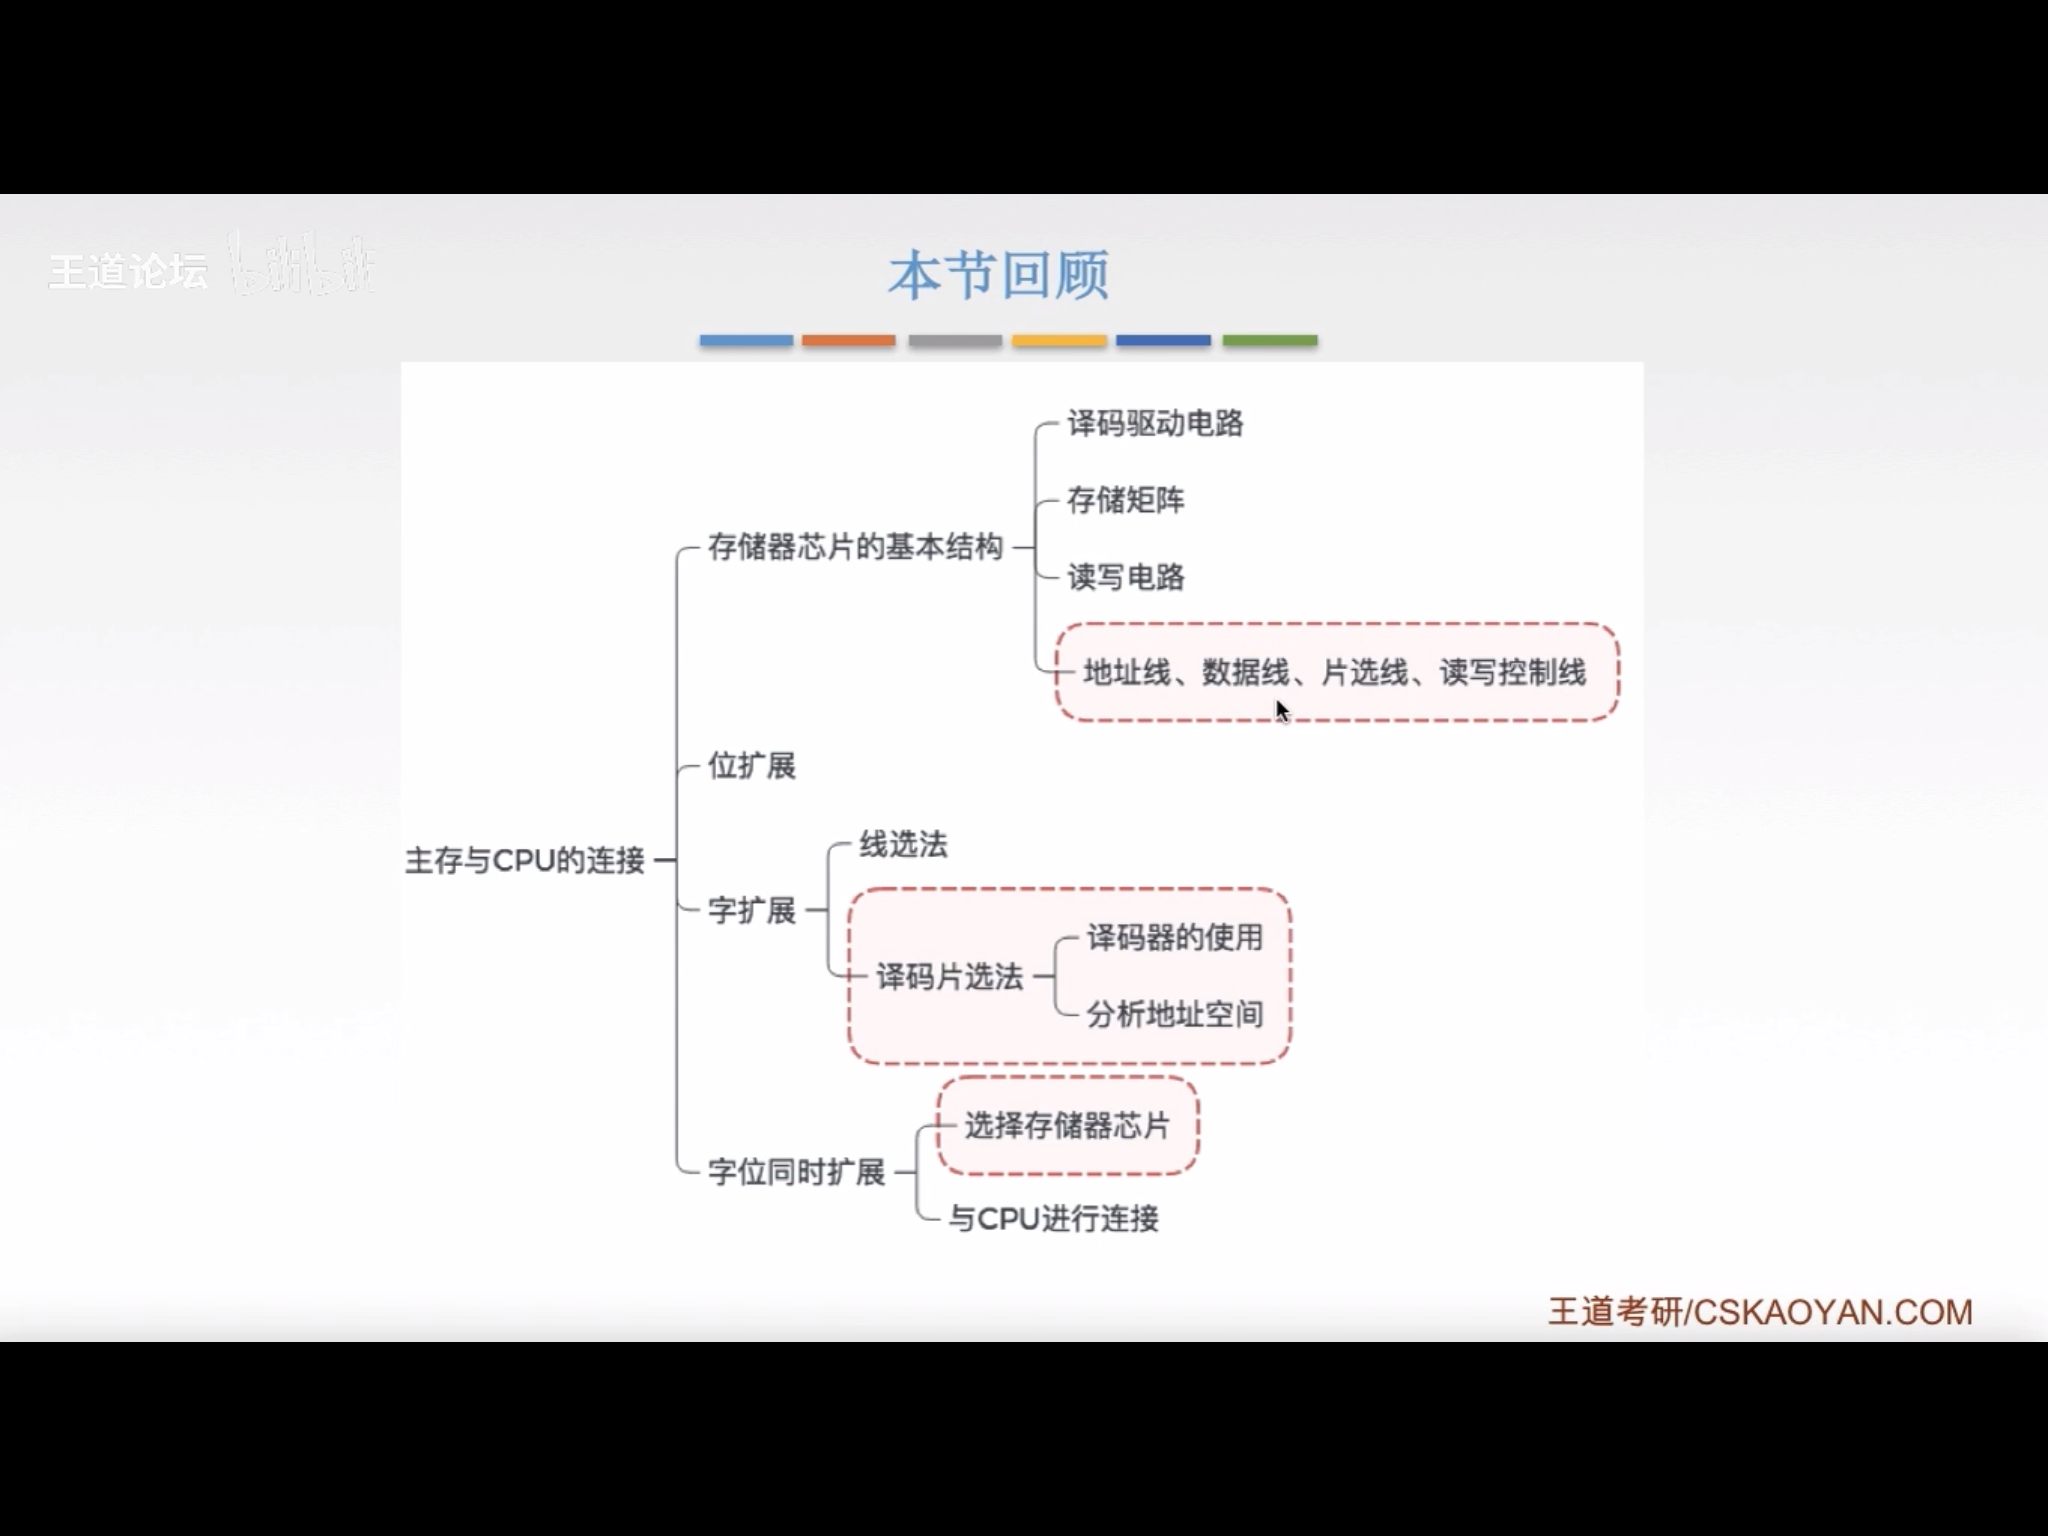 王道论坛 bilibili
本节回顾
译码驱动电路
存储矩阵
存储器芯片的基本结构
读写电路
地址线、数据线、片选线、读写控制线
位扩展
线选法
主存与CPU的连接
字扩展
译码器的使用
译码片选法
分析地址空间
选择存储器芯片
字位同时扩展
与CPU进行连接
王道考研/CSKAOYAN.COM